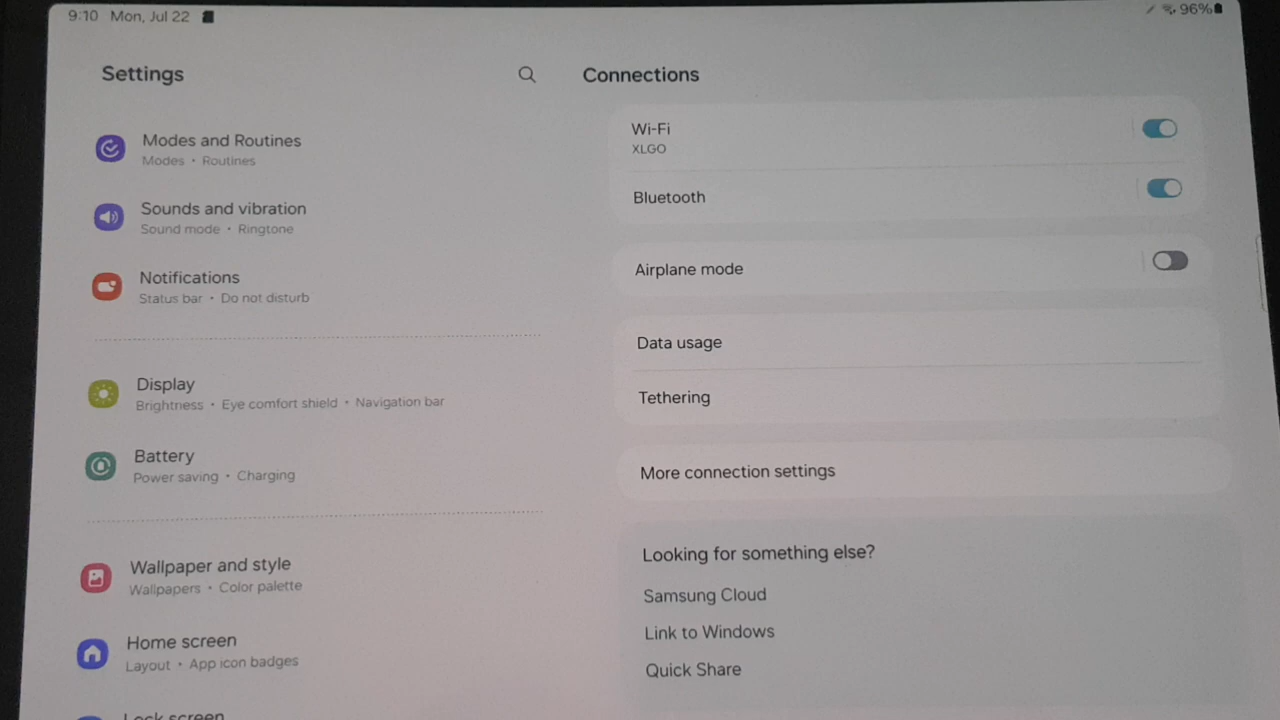 9:10 Mon, Jul 22
96%
Settings
Modes and Routines
Modes • Routines
Sounds and vibration
Sound mode • Ringtone
Notifications
Status bar • Do not disturb
Display
Brightness • Eye comfort shield • Navigation bar
Battery
Power saving • Charging
Wallpaper and style
Wallpapers • Color palette
Home screen
Layout • App icon badges
Lock screen
Connections
Wi-Fi
XLGO
Bluetooth
Airplane mode
Data usage
Tethering
More connection settings
Looking for something else?
Samsung Cloud
Link to Windows
Quick Share